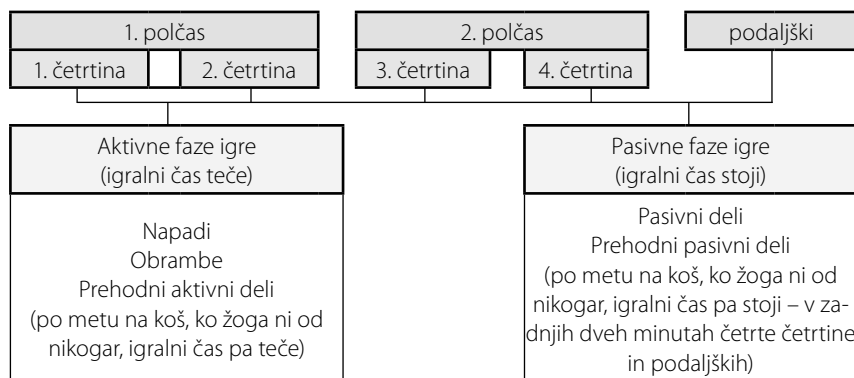 1. polčas
2. polčas
podaljški
1. četrtina
2. četrtina
3. četrtina
4. četrtina
Aktivne faze igre
(igralni čas teče)
Napadi
Obrambe
Prehodni aktivni deli
(po metu na koš, ko žoga ni od
nikogar, igralni čas pa teče)
Pasivne faze igre
(igralni čas stoji)
Pasivni deli
Prehodni pasivni deli
(po metu na koš, ko žoga ni od
nikogar, igralni čas pa stoji – v za-
dnjih dveh minutah četrte četrtine
in podaljških)